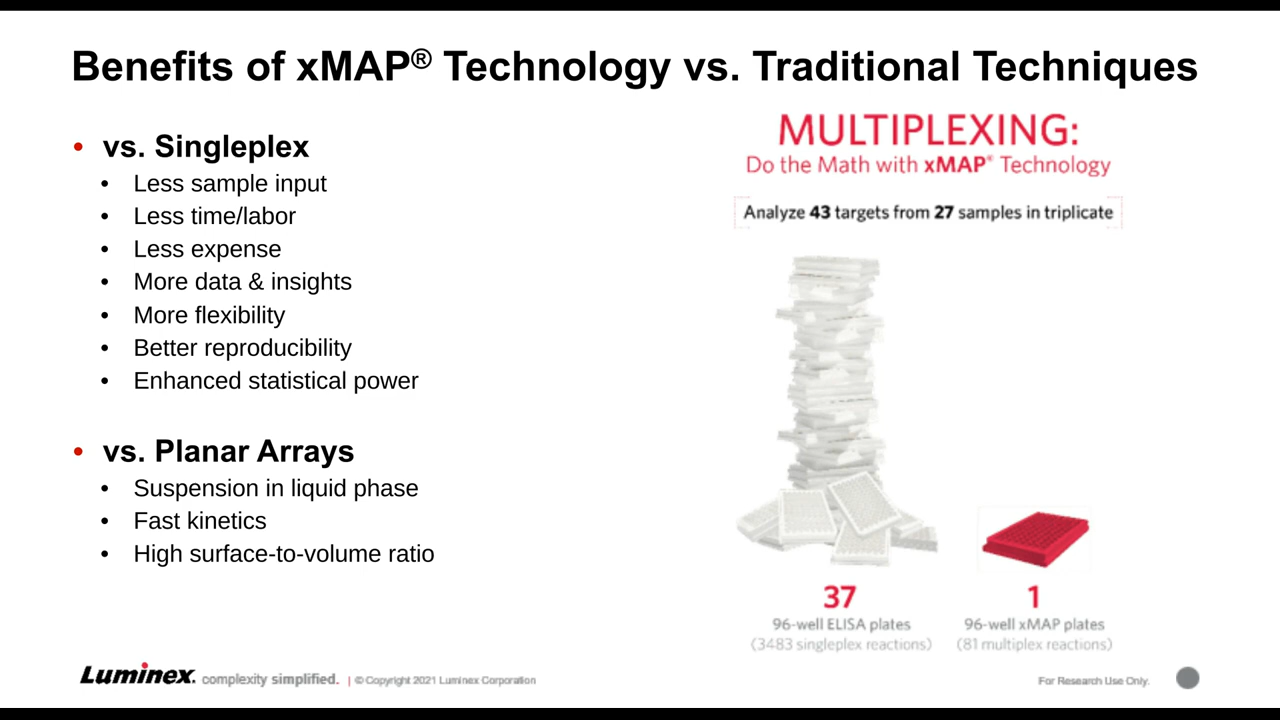 Benefits of xMAP® Technology vs. Traditional Techniques
• vs. Singleplex
• Less sample input
• Less time/labor
• Less expense
• More data & insights
• More flexibility
• Better reproducibility
• Enhanced statistical power
• vs. Planar Arrays
• Suspension in liquid phase
• Fast kinetics
• High surface-to-volume ratio
MULTIPLEXING:
Do the Math with xMAP® Technology
Analyze 43 targets from 27 samples in triplicate
37
96-well ELISA plates
(3483 singleplex reactions)
1
96-well xMAP plates
(81 multiplex reactions)
Luminex. complexity simplified. | © Copyright 2021 Luminex Corporation
For Research Use Only.